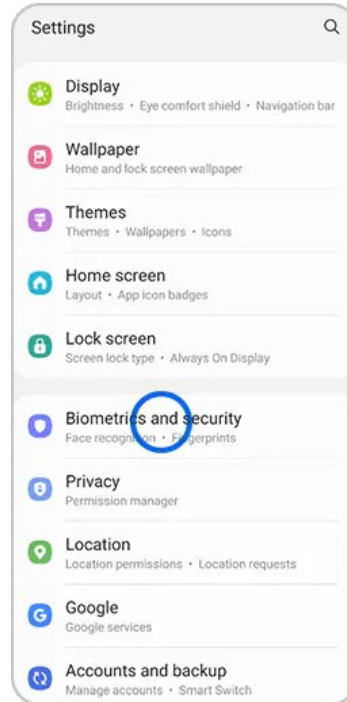 Settings
Display
Brightness • Eye comfort shield • Navigation bar
Wallpaper
Home and lock screen wallpaper
Themes
Themes • Wallpapers • Icons
Home screen
Layout • App icon badges
Lock screen
Screen lock type • Always On Display
Biometrics and security
Face recognition • Fingerprints
Privacy
Permission manager
Location
Location permissions • Location requests
Google
Google services
Accounts and backup
Manage accounts • Smart Switch